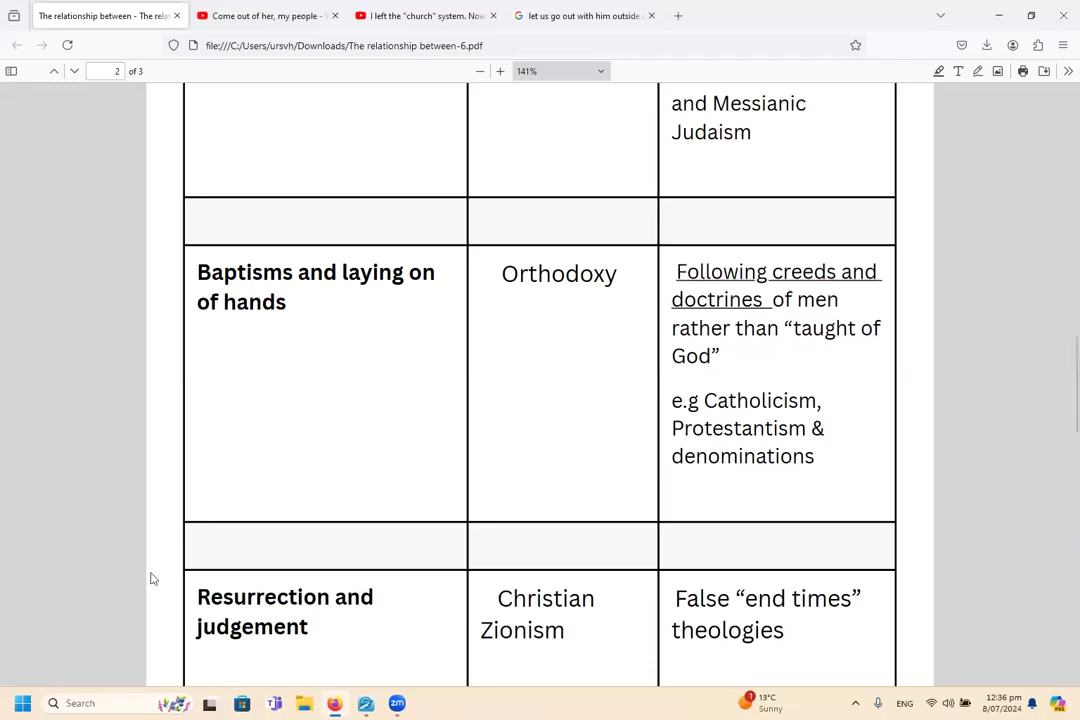 The relationship between - The rela
Come out of her, my people - Y
I left the "church" system. Now
let us go out with him outside
file:///C:/Users/ursvh/Downloads/The relationship between-6.pdf
2 of 3
141%
and Messianic
Judaism
Baptisms and laying on
of hands
Orthodoxy
Following creeds and
doctrines of men
rather than “taught of
God”
e.g Catholicism,
Protestantism &
denominations
Resurrection and
judgement
Christian
Zionism
False “end times”
theologies
Search
zm
1
13°C
Sunny
ENG
12:36 pm
8/07/2024
PRE